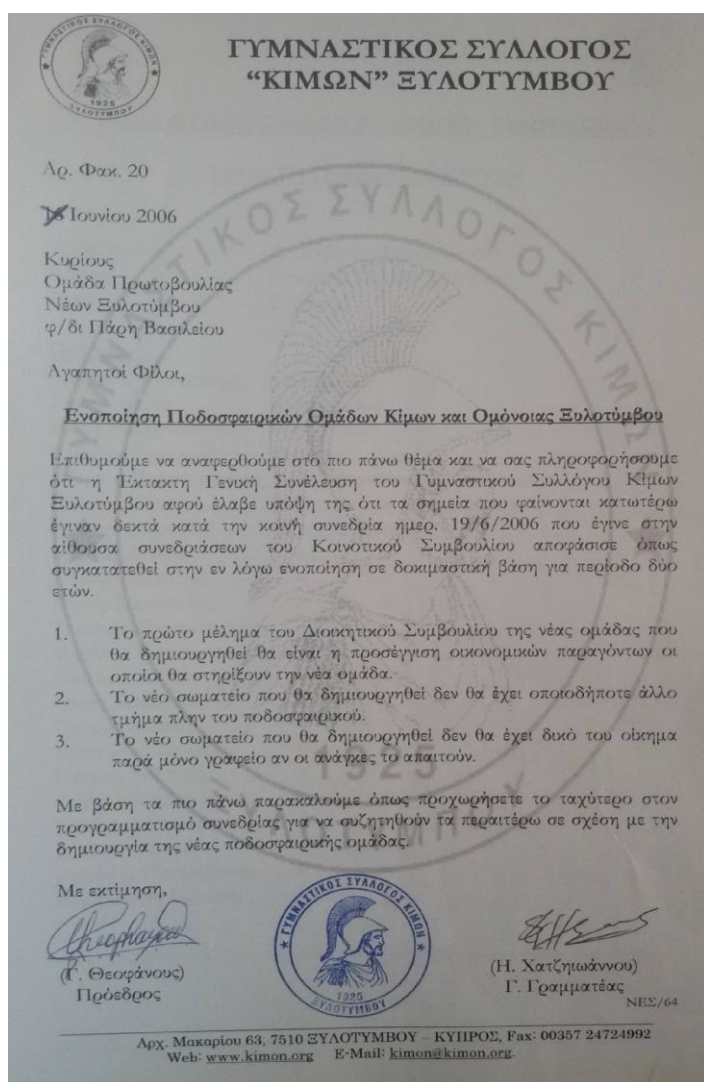 ΓΥΜΝΑΣΤΙΚΟΣ ΣΥΛΛΟΓΟΣ
“ΚΙΜΩΝ” ΞΥΛΟΤΥΜΒΟΥ
ΓΥΜΝΑΣΤΙΚΟΣ ΣΥΛΛΟΓΟΣ ΚΙΜΩΝ
1925
ΞΥΛΟΤΥΜΒΟΥ
Αρ. Φακ. 20
Ιουνίου 2006
Κυρίους
Ομάδα Πρωτοβουλίας
Νέων Ξυλοτύμβου
φ/δι Πάρη Βασιλείου
Αγαπητοί Φίλοι,
Ενοποίηση Ποδοσφαιρικών Ομάδων Κίμων και Ομόνοιας Ξυλοτύμβου
Επιθυμούμε να αναφερθούμε στο πιο πάνω θέμα και να σας πληροφορήσουμε
ότι η Έκτακτη Γενική Συνέλευση του Γυμναστικού Συλλόγου Κίμων
Ξυλοτύμβου αφού έλαβε υπόψη της ότι τα σημεία που φαίνονται κατωτέρω
έγιναν δεκτά κατά την κοινή συνεδρία ημερ. 19/6/2006 που έγινε στην
αίθουσα συνεδριάσεων του Κοινοτικού Συμβουλίου αποφάσισε όπως
συγκατατεθεί στην εν λόγω ενοποίηση σε δοκιμαστική βάση για περίοδο δύο
ετών.
1. Το πρώτο μέλημα του Διοικητικού Συμβουλίου της νέας ομάδας που
θα δημιουργηθεί θα είναι η προσέγγιση οικονομικών παραγόντων οι
οποίοι θα στηρίξουν την νέα ομάδα.
2. Το νέο σωματείο που θα δημιουργηθεί δεν θα έχει οποιοδήποτε άλλο
τμήμα πλην του ποδοσφαιρικού.
3. Το νέο σωματείο που θα δημιουργηθεί δεν θα έχει δικό του οίκημα
παρά μόνο γραφείο αν οι ανάγκες το απαιτούν.
Με βάση τα πιο πάνω παρακαλούμε όπως προχωρήσετε το ταχύτερο στον
προγραμματισμό συνεδρίας για να συζητηθούν τα περαιτέρω σε σχέση με την
δημιουργία της νέας ποδοσφαιρικής ομάδας.
Με εκτίμηση,
ΓΥΜΝΑΣΤΙΚΟΣ ΣΥΛΛΟΓΟΣ ΚΙΜΩΝ
1925
ΞΥΛΟΤΥΜΒΟΥ
(Γ. Θεοφάνους)
Πρόεδρος
(Η. Χατζηιωάννου)
Γ. Γραμματέας
ΝΕΣ/64
Αρχ. Μακαρίου 63, 7510 ΞΥΛΟΤΥΜΒΟΥ – ΚΥΠΡΟΣ, Fax: 00357 24724992
Web: www.kimon.org E-Mail: kimon@kimon.org.